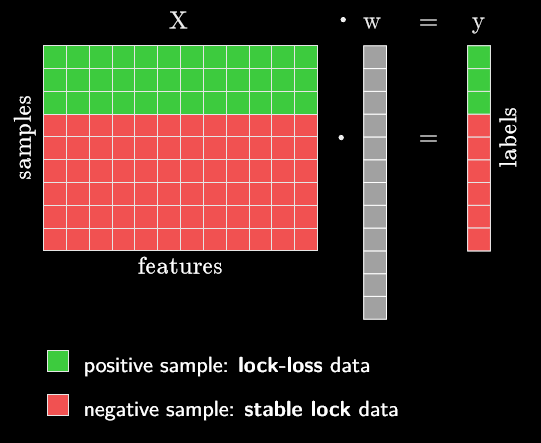 X · w = y
samples
· =
labels
features
positive sample: lock-loss data
negative sample: stable lock data